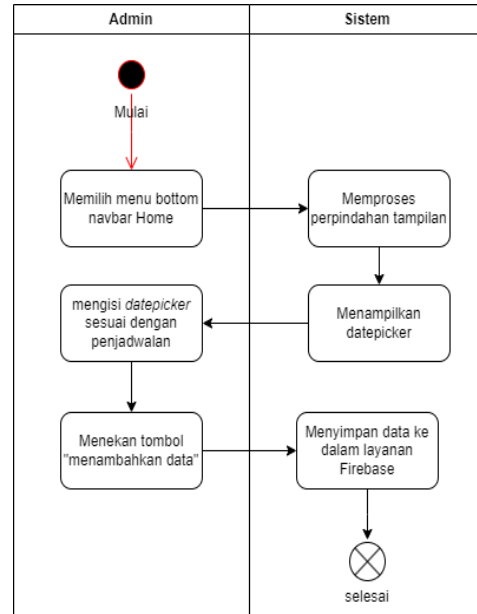 Admin
Sistem
Mulai
Memilih menu bottom
navbar Home
Memproses
perpindahan tampilan
Menampilkan
datepicker
mengisi datepicker
sesuai dengan
penjadwalan
Menekan tombol
"menambahkan data"
Menyimpan data ke
dalam layanan
Firebase
selesai